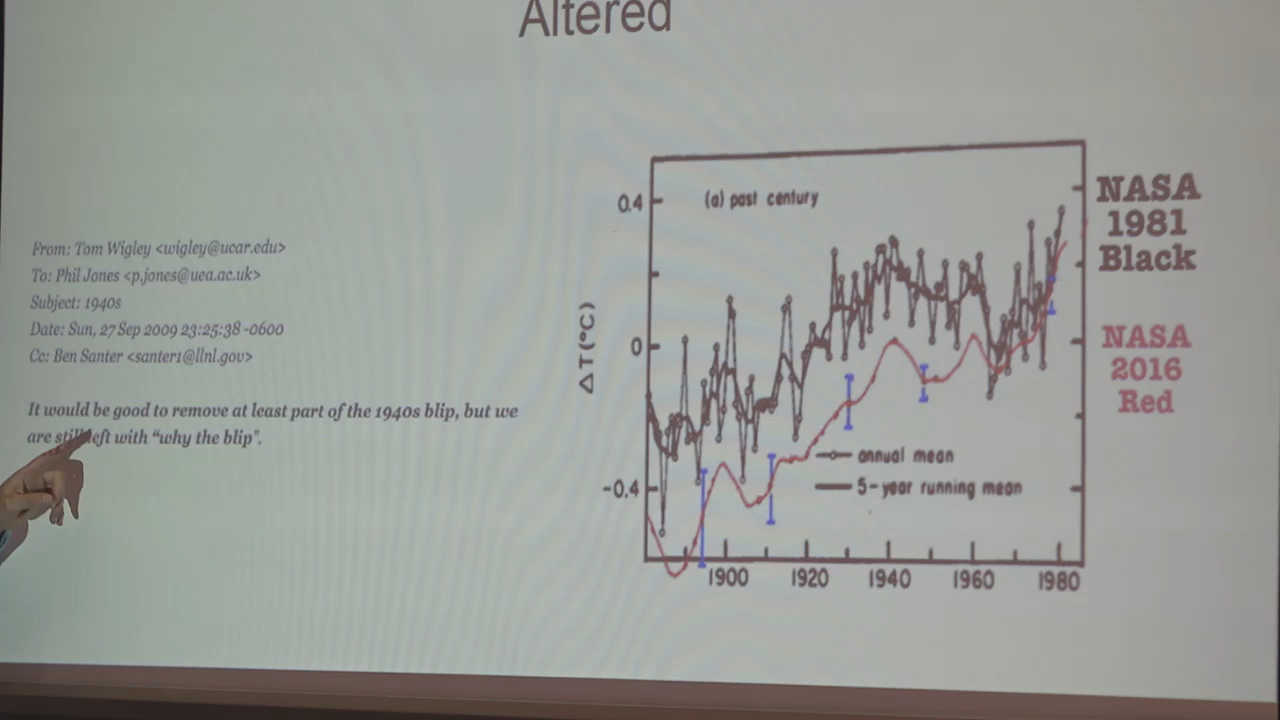 Altered
From: Tom Wigley <wigley@ucar.edu>
To: Phil Jones <p.jones@uea.ac.uk>
Subject: 1940s
Date: Sun, 27 Sep 2009 23:25:38 -0600
Cc: Ben Santer <santer1@llnl.gov>
It would be good to remove at least part of the 1940s blip, but we
are still left with "why the blip".
(a) past century
ΔT(°C)
0.4
0
-0.4
annual mean
5-year running mean
1900 1920 1940 1960 1980
NASA
1981
Black
NASA
2016
Red